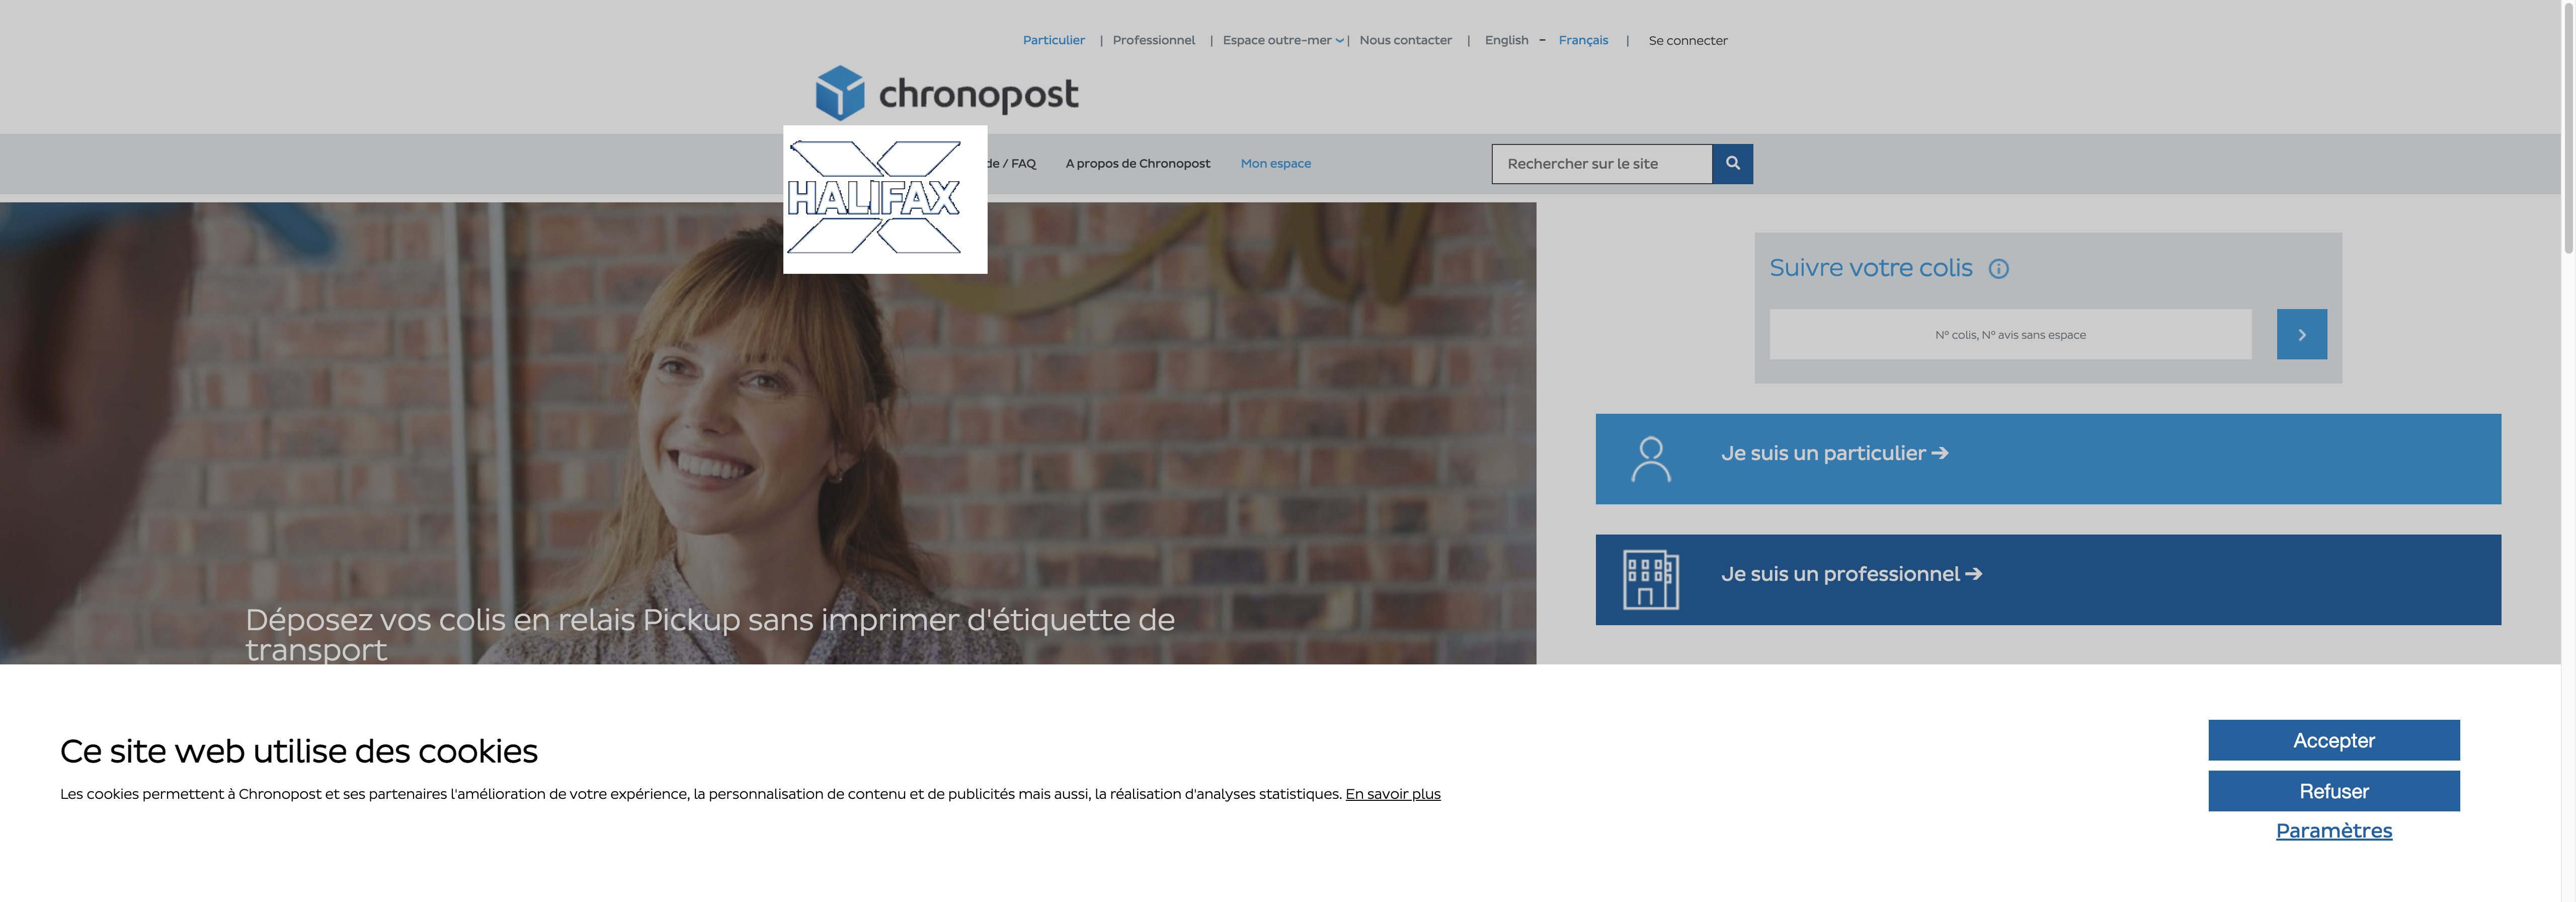 Particulier | Professionnel | Espace outre-mer | Nous contacter | English - Français | Se connecter
chronopost
HALIFAX
de / FAQ A propos de Chronopost Mon espace
Rechercher sur le site
Suivre votre colis
N° colis, N° avis sans espace
Je suis un particulier →
Je suis un professionnel →
Déposez vos colis en relais Pickup sans imprimer d'étiquette de
transport
Ce site web utilise des cookies
Les cookies permettent à Chronopost et ses partenaires l'amélioration de votre expérience, la personnalisation de contenu et de publicités mais aussi, la réalisation d'analyses statistiques. En savoir plus
Accepter
Refuser
Paramètres